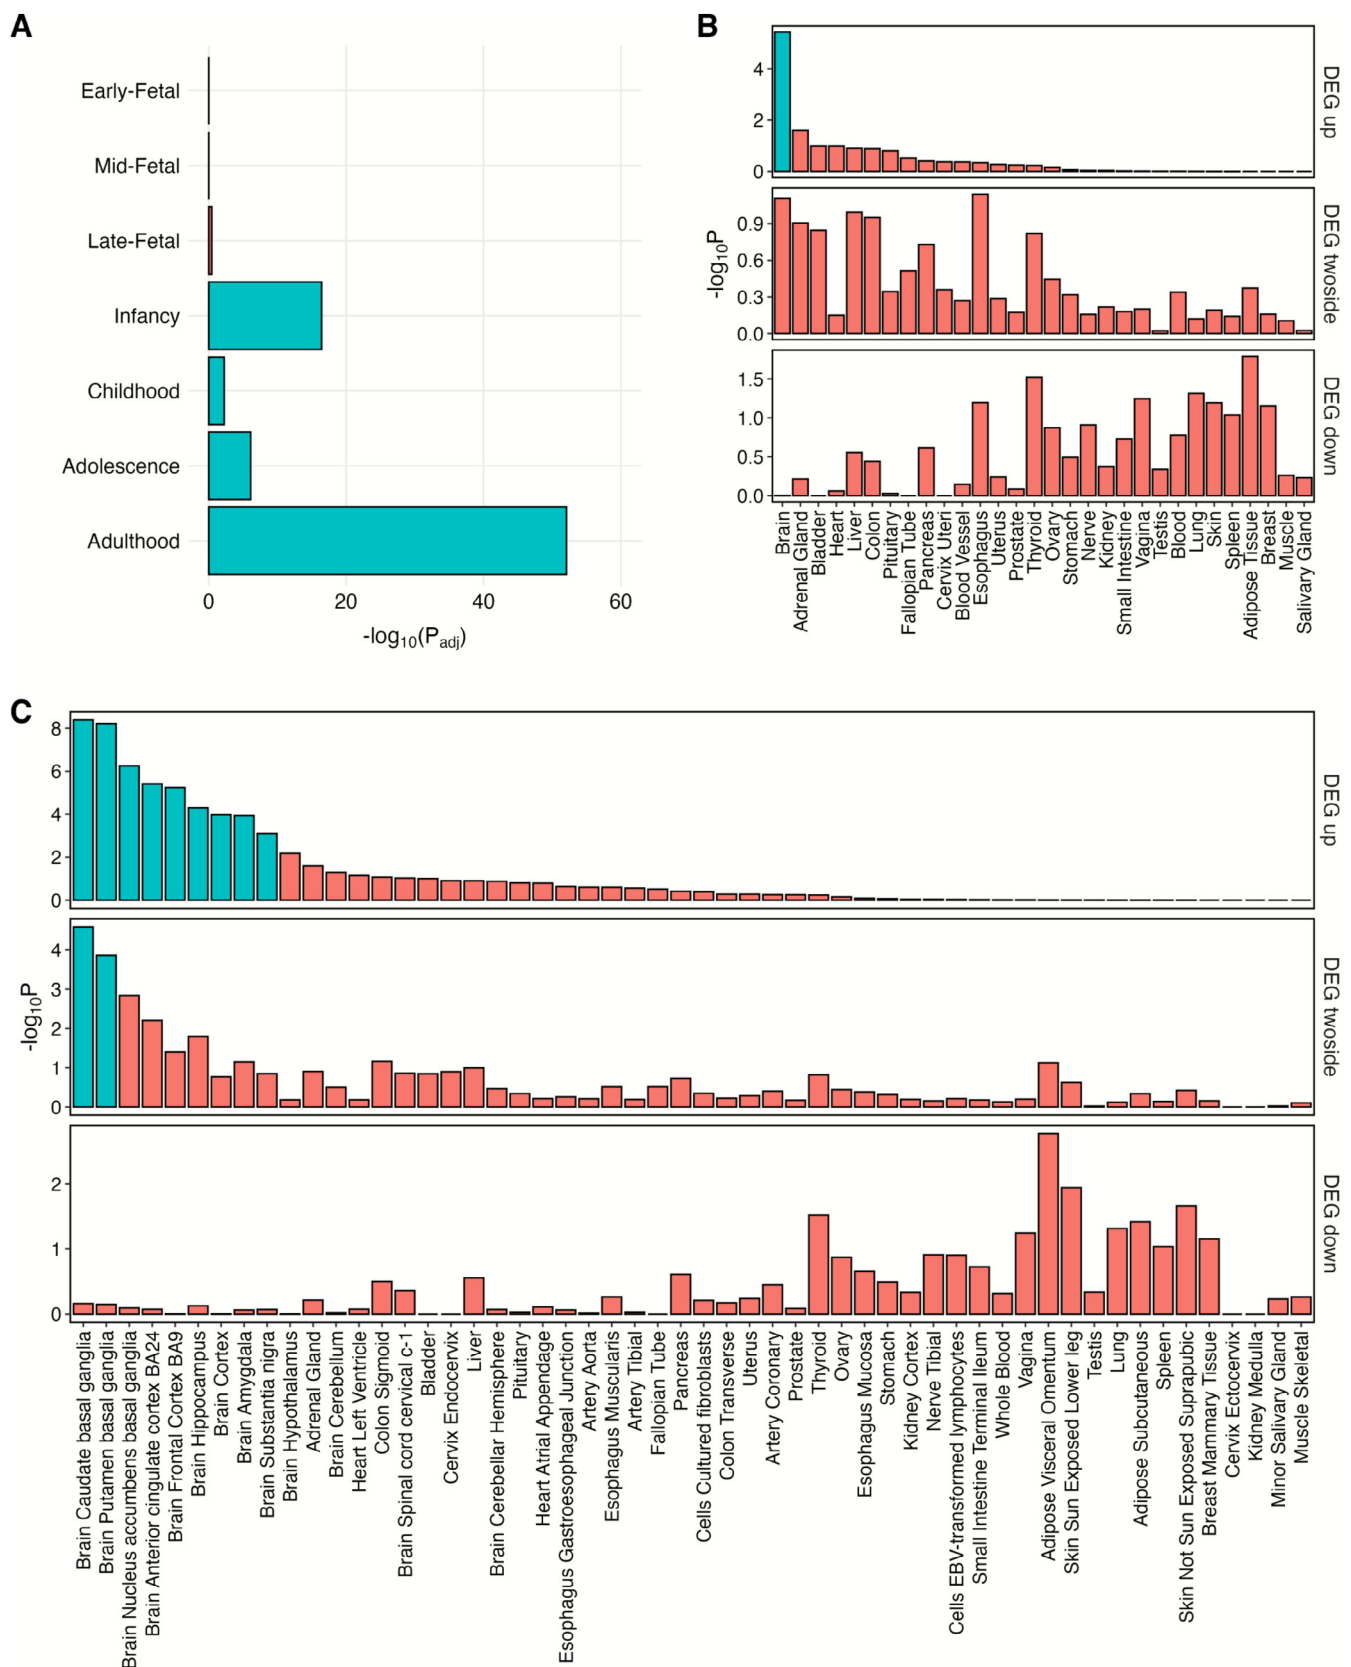 A
Early-Fetal
Mid-Fetal
Late-Fetal
Infancy
Childhood
Adolescence
Adulthood
0 20 40 60
-log10(Padj)
B
4
2
0
DEG up
0.9
0.6
0.3
0.0
DEG twoside
-log10P
1.5
1.0
0.5
0.0
DEG down
Brain
Adrenal Gland
Bladder
Heart
Liver
Colon
Pituitary
Fallopian Tube
Pancreas
Cervix Uteri
Blood Vessel
Esophagus
Uterus
Prostate
Thyroid
Ovary
Stomach
Nerve
Kidney
Small Intestine
Vagina
Testis
Blood
Lung
Skin
Spleen
Adipose Tissue
Breast
Muscle
Salivary Gland
C
8
6
4
2
0
DEG up
4
3
2
1
0
DEG twoside
-log10P
2
1
0
DEG down
Brain Caudate basal ganglia
Brain Putamen basal ganglia
Brain Nucleus accumbens basal ganglia
Brain Anterior cingulate cortex BA24
Brain Frontal Cortex BA9
Brain Hippocampus
Brain Cortex
Brain Amygdala
Brain Substantia nigra
Brain Hypothalamus
Adrenal Gland
Brain Cerebellum
Heart Left Ventricle
Colon Sigmoid
Brain Spinal cord cervical c-1
Bladder
Cervix Endocervix
Liver
Brain Cerebellar Hemisphere
Pituitary
Heart Atrial Appendage
Esophagus Gastroesophageal Junction
Artery Aorta
Esophagus Muscularis
Artery Tibial
Fallopian Tube
Pancreas
Cells Cultured fibroblasts
Colon Transverse
Uterus
Artery Coronary
Prostate
Thyroid
Ovary
Esophagus Mucosa
Stomach
Kidney Cortex
Nerve Tibial
Cells EBV-transformed lymphocytes
Small Intestine Terminal Ileum
Whole Blood
Vagina
Adipose Visceral Omentum
Skin Sun Exposed Lower leg
Testis
Lung
Adipose Subcutaneous
Spleen
Skin Not Sun Exposed Suprapubic
Breast Mammary Tissue
Cervix Ectocervix
Kidney Medulla
Minor Salivary Gland
Muscle Skeletal